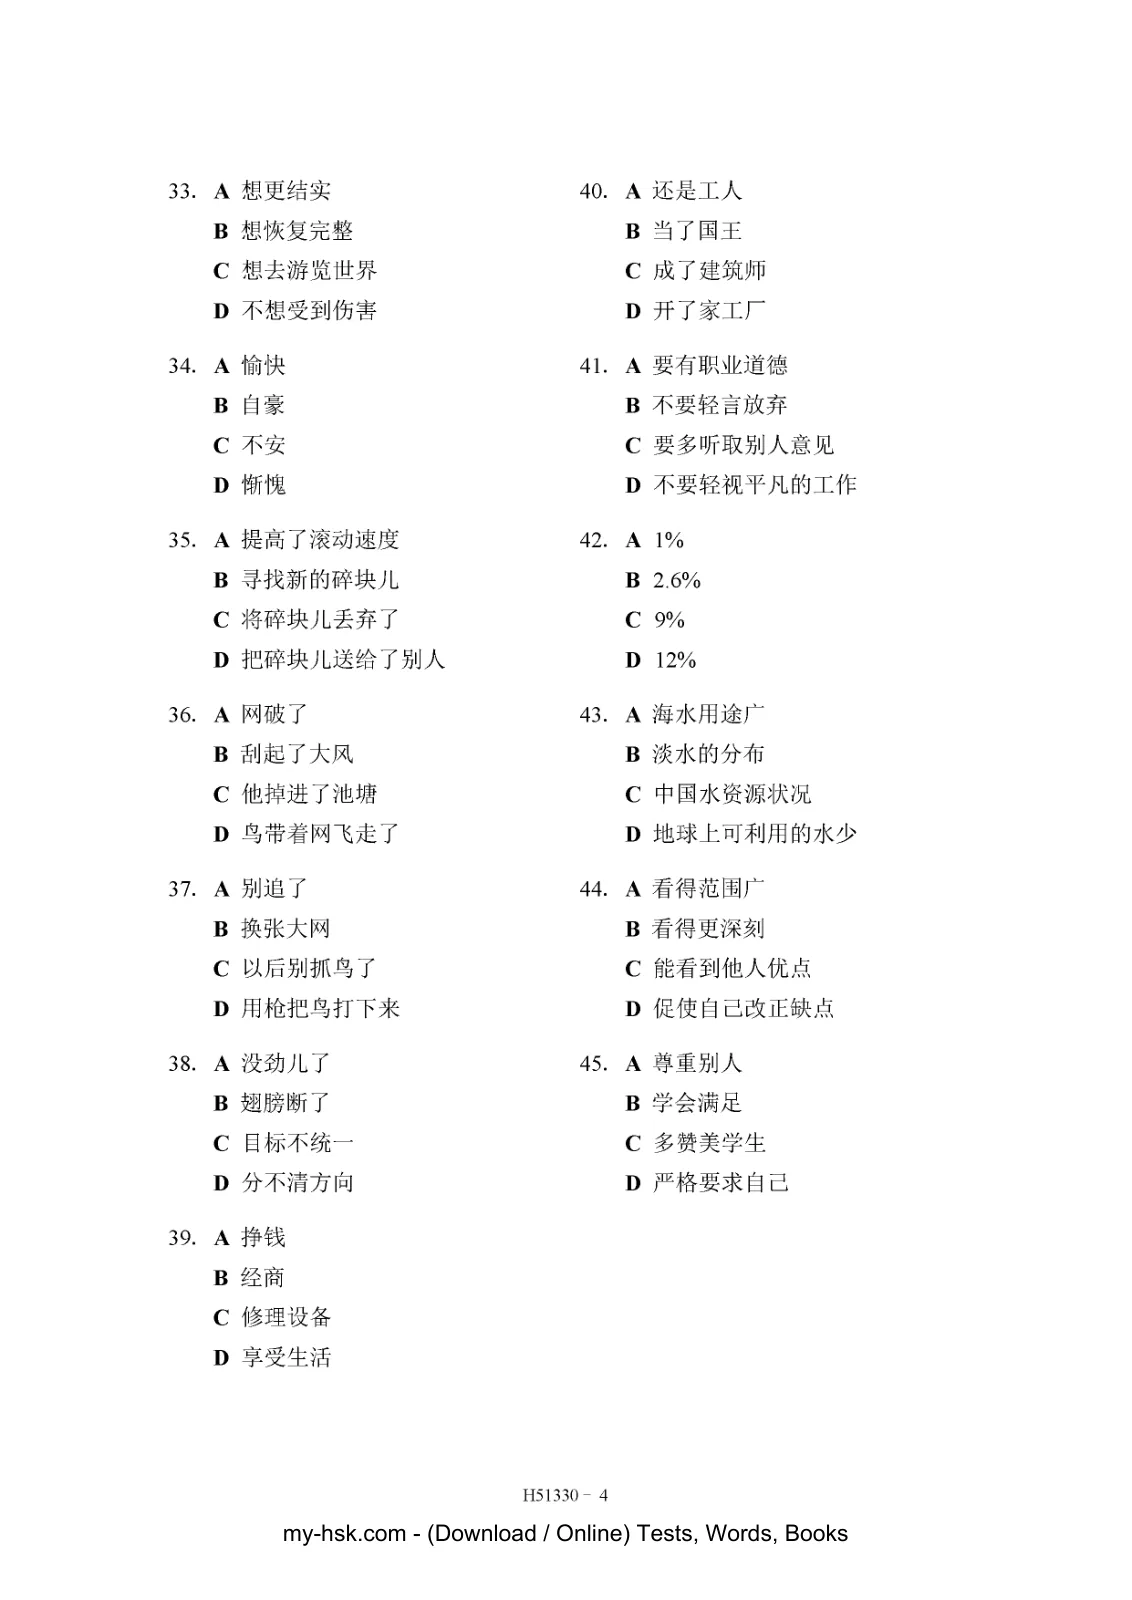 33. A 想更结实
B 想恢复完整
C 想去游览世界
D 不想受到伤害
34. A 愉快
B 自豪
C 不安
D 惭愧
35. A 提高了滚动速度
B 寻找新的碎块儿
C 将碎块儿丢弃了
D 把碎块儿送给了别人
36. A 网破了
B 刮起了大风
C 他掉进了池塘
D 鸟带着网飞走了
37. A 别追了
B 换张大网
C 以后别抓鸟了
D 用枪把鸟打下来
38. A 没劲儿了
B 翅膀断了
C 目标不统一
D 分不清方向
39. A 挣钱
B 经商
C 修理设备
D 享受生活
40. A 还是工人
B 当了国王
C 成了建筑师
D 开了家工厂
41. A 要有职业道德
B 不要轻言放弃
C 要多听取别人意见
D 不要轻视平凡的工作
42. A 1%
B 2.6%
C 9%
D 12%
43. A 海水用途广
B 淡水的分布
C 中国水资源状况
D 地球上可利用的水少
44. A 看得范围广
B 看得更深刻
C 能看到他人优点
D 促使自己改正缺点
45. A 尊重别人
B 学会满足
C 多赞美学生
D 严格要求自己
H51330 - 4
my-hsk.com - (Download / Online) Tests, Words, Books